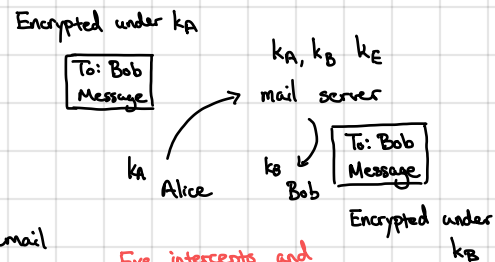 Encrypted under kA
To: Bob
Message
kA, kB kE
mail server
kA
Alice
kB
Bob
To: Bob
Message
Encrypted under
kB
mail
Eve intercepts and